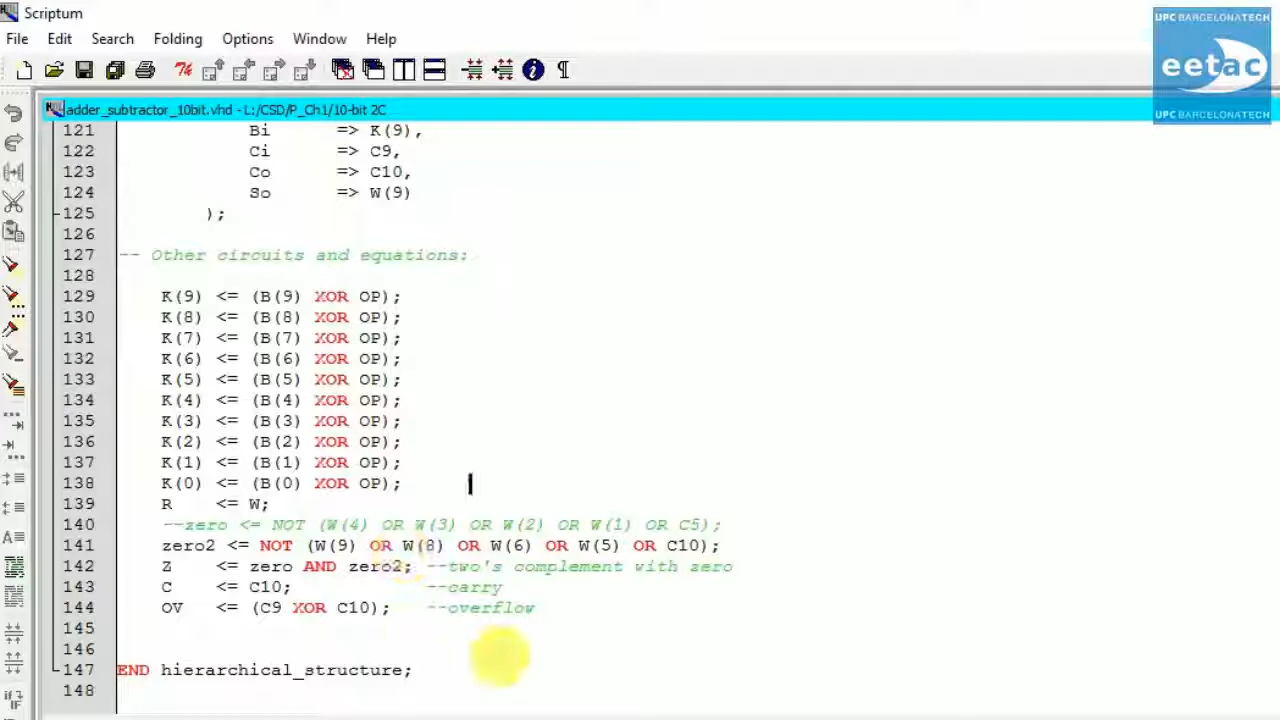 Scriptum
File Edit Search Folding Options Window Help
UPC BARCELONATECH
eetac
UPC BARCELONATECH
adder_subtractor_10bit.vhd - L:/CSD/P_Ch1/10-bit 2C
121 Bi => K(9),
122 Ci => C9,
123 Co => C10,
124 So => W(9)
125 );
126
127 -- Other circuits and equations:
128
129 K(9) <= (B(9) XOR OP);
130 K(8) <= (B(8) XOR OP);
131 K(7) <= (B(7) XOR OP);
132 K(6) <= (B(6) XOR OP);
133 K(5) <= (B(5) XOR OP);
134 K(4) <= (B(4) XOR OP);
135 K(3) <= (B(3) XOR OP);
136 K(2) <= (B(2) XOR OP);
137 K(1) <= (B(1) XOR OP);
138 K(0) <= (B(0) XOR OP);
139 R <= W;
140 --zero <= NOT (W(4) OR W(3) OR W(2) OR W(1) OR C5);
141 zero2 <= NOT (W(9) OR W(8) OR W(6) OR W(5) OR C10);
142 Z <= zero AND zero2; --two's complement with zero
143 C <= C10; --carry
144 OV <= (C9 XOR C10); --overflow
145
146
147 END hierarchical_structure;
148